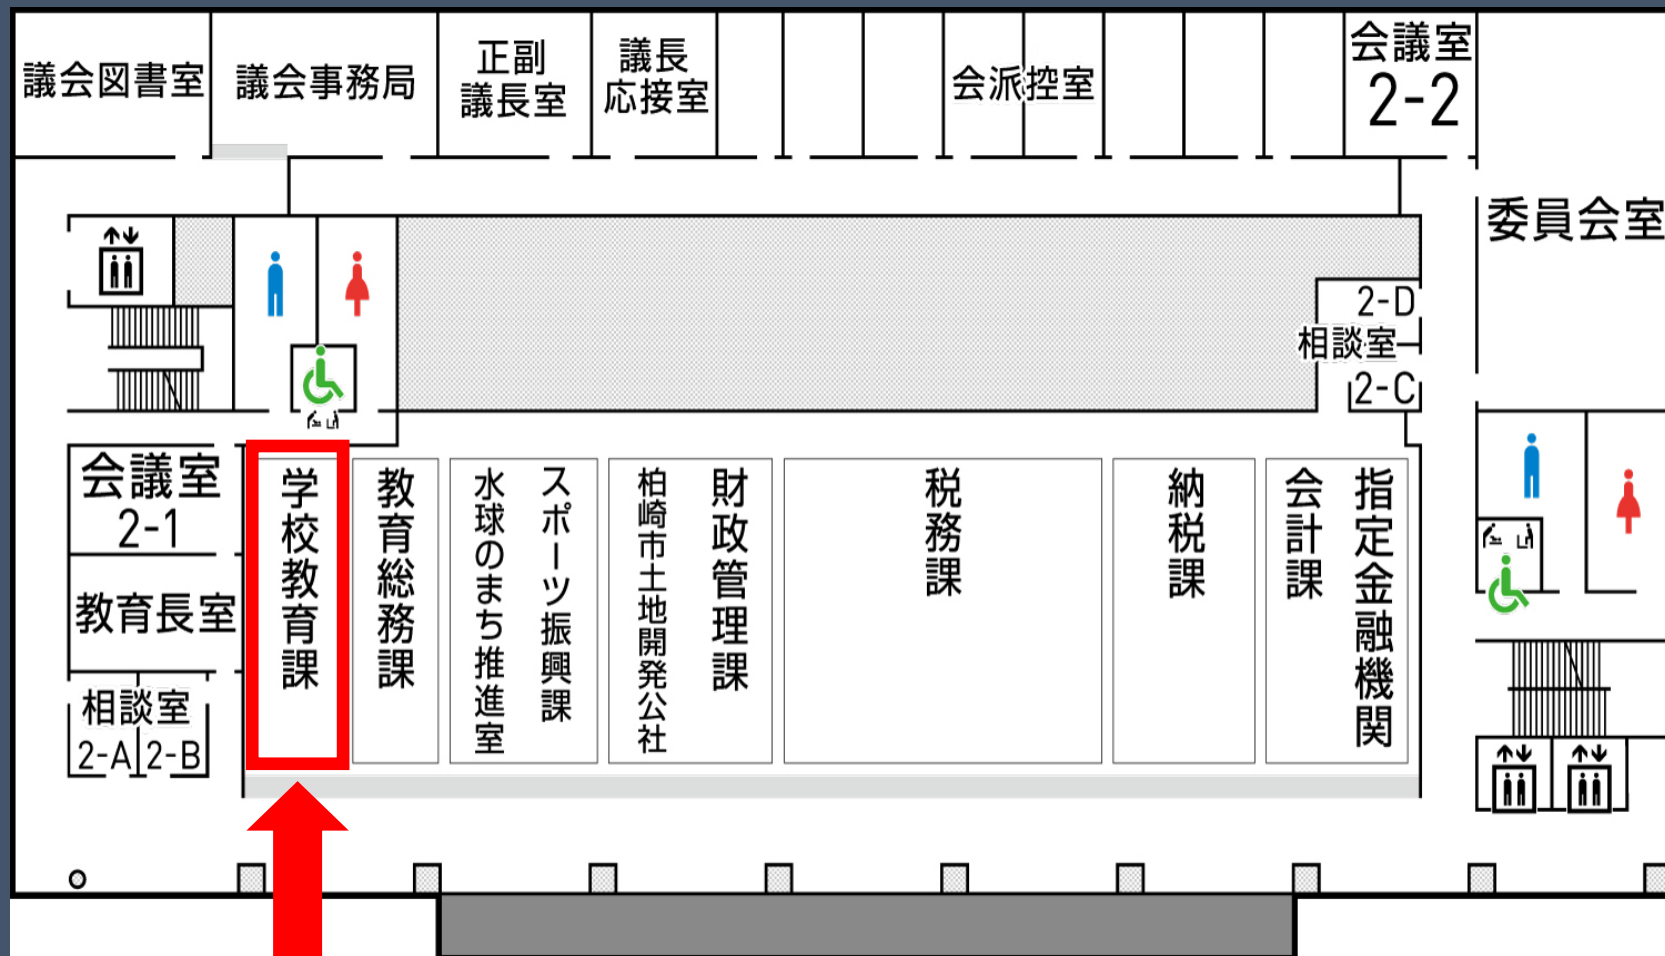 議会図書室
議会事務局
正副
議長室
議長
応接室
会派控室
会議室
2-2
委員会室
2-D
相談室
2-C
会議室
2-1
教育長室
相談室
2-A
2-B
学校教育課
教育総務課
水球のまち推進室
スポーツ振興課
柏崎市土地開発公社
財政管理課
税務課
納税課
会計課
指定金融機関